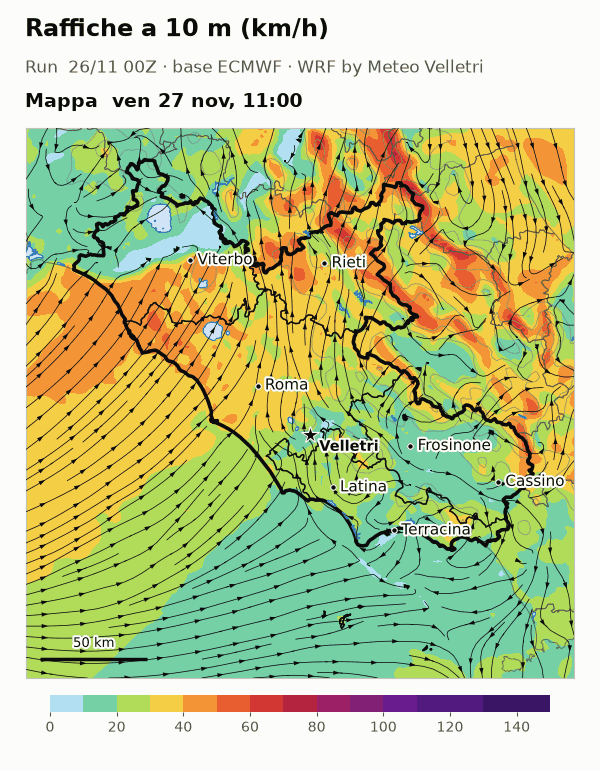 Raffiche a 10 m (km/h)
Run  26/11 00Z · base ECMWF · WRF by Meteo Velletri
Mappa  ven 27 nov, 11:00
Viterbo
Rieti
Roma
Velletri
Frosinone
Latina
Cassino
Terracina
50 km
0 20 40 60 80 100 120 140